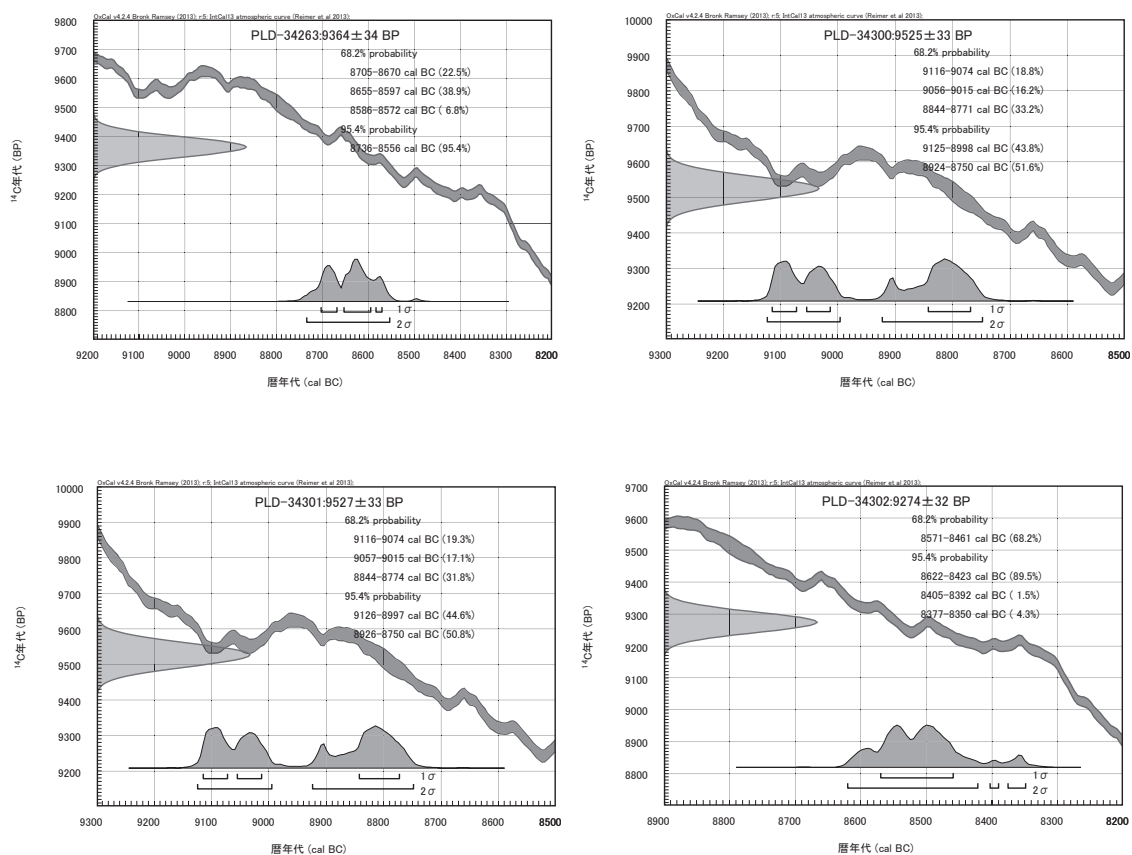 OxCal v4.2.4 Bronk Ramsey (2013); r:5; IntCal13 atmospheric curve (Reimer et al 2013);
PLD-34263:9364±34 BP
68.2% probability
8705-8670 cal BC (22.5%)
8655-8597 cal BC (38.9%)
8586-8572 cal BC ( 6.8%)
95.4% probability
8736-8556 cal BC (95.4%)
9800
9700
9600
9500
9400
9300
9200
9100
9000
8900
8800
¹⁴C年代 (BP)
1σ
2σ
9200 9100 9000 8900 8800 8700 8600 8500 8400 8300 8200
暦年代 (cal BC)
OxCal v4.2.4 Bronk Ramsey (2013); r:5; IntCal13 atmospheric curve (Reimer et al 2013);
PLD-34300:9525±33 BP
68.2% probability
9116-9074 cal BC (18.8%)
9056-9015 cal BC (16.2%)
8844-8771 cal BC (33.2%)
95.4% probability
9125-8998 cal BC (43.8%)
8924-8750 cal BC (51.6%)
10000
9900
9800
9700
9600
9500
9400
9300
9200
¹⁴C年代 (BP)
1σ
2σ
9300 9200 9100 9000 8900 8800 8700 8600 8500
暦年代 (cal BC)
OxCal v4.2.4 Bronk Ramsey (2013); r:5; IntCal13 atmospheric curve (Reimer et al 2013);
PLD-34301:9527±33 BP
68.2% probability
9116-9074 cal BC (19.3%)
9057-9015 cal BC (17.1%)
8844-8774 cal BC (31.8%)
95.4% probability
9126-8997 cal BC (44.6%)
8926-8750 cal BC (50.8%)
10000
9900
9800
9700
9600
9500
9400
9300
9200
¹⁴C年代 (BP)
1σ
2σ
9300 9200 9100 9000 8900 8800 8700 8600 8500
暦年代 (cal BC)
OxCal v4.2.4 Bronk Ramsey (2013); r:5; IntCal13 atmospheric curve (Reimer et al 2013);
PLD-34302:9274±32 BP
68.2% probability
8571-8461 cal BC (68.2%)
95.4% probability
8622-8423 cal BC (89.5%)
8405-8392 cal BC ( 1.5%)
8377-8350 cal BC ( 4.3%)
9700
9600
9500
9400
9300
9200
9100
9000
8900
8800
¹⁴C年代 (BP)
1σ
2σ
8900 8800 8700 8600 8500 8400 8300 8200
暦年代 (cal BC)